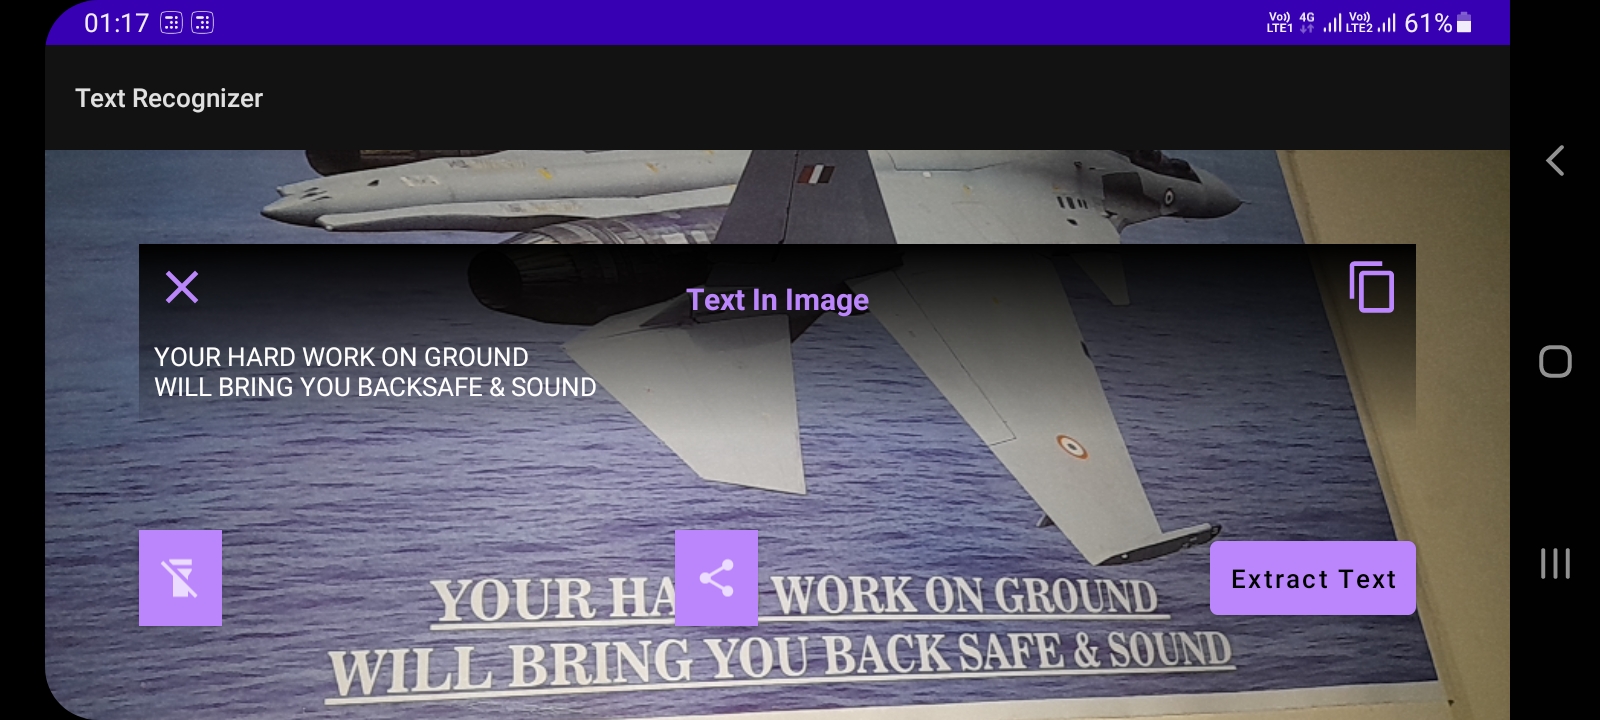 01:17
Vo)) LTE1 4G Vo)) LTE2 61%
Text Recognizer
Text In Image
YOUR HARD WORK ON GROUND
WILL BRING YOU BACKSAFE & SOUND
Extract Text
YOUR HA WORK ON GROUND
WILL BRING YOU BACK SAFE & SOUND